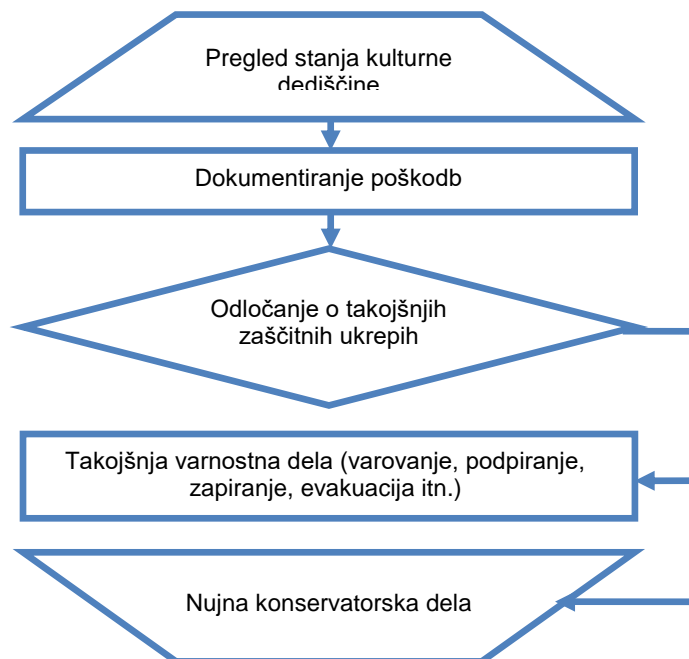 Pregled stanja kulturne
dediščine
Dokumentiranje poškodb
Odločanje o takojšnjih
zaščitnih ukrepih
Takojšnja varnostna dela (varovanje, podpiranje,
zapiranje, evakuacija itn.)
Nujna konservatorska dela